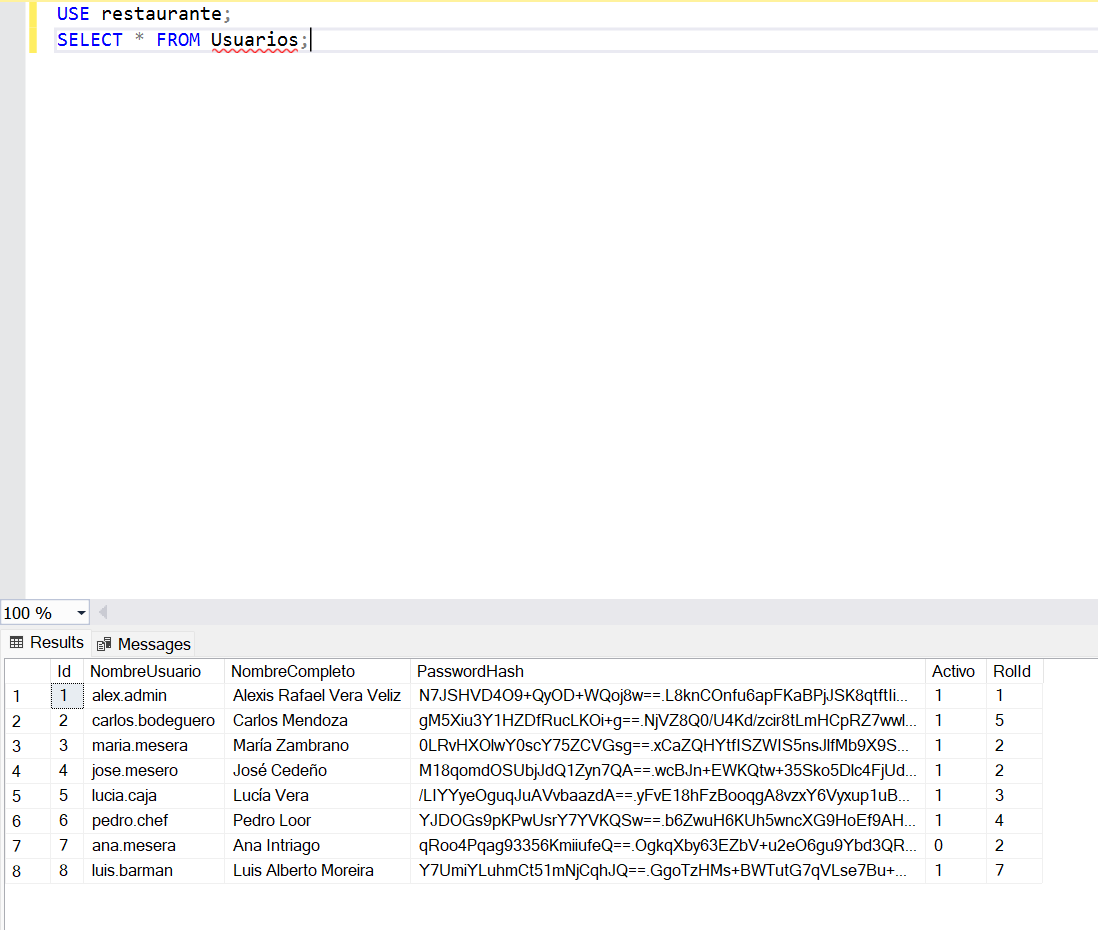 USE restaurante;
SELECT * FROM Usuarios;
100 %
Results Messages
Id NombreUsuario NombreCompleto PasswordHash Activo RolId
1 1 alex.admin Alexis Rafael Vera Veliz N7JSHVD4O9+QyOD+WQoj8w==.L8knCOnfu6apFKaBPjJSK8qtftIi... 1 1
2 2 carlos.bodeguero Carlos Mendoza gM5Xiu3Y1HZDfRucLKOi+g==.NjVZ8Q0/U4Kd/zcir8tLmHCpRZ7wwl... 1 5
3 3 maria.mesera María Zambrano 0LRvHXOlwY0scY75ZCVGsg==.xCaZQHYtfISZWIS5nsJlfMb9X9S... 1 2
4 4 jose.mesero José Cedeño M18qomdOSUbjJdQ1Zyn7QA==.wcBJn+EWKQtw+35Sko5Dlc4FjUd... 1 2
5 5 lucia.caja Lucía Vera /LIYYyeOguqJuAVvbaazdA==.yFvE18hFzBooqgA8vzxY6Vyxup1uB... 1 3
6 6 pedro.chef Pedro Loor YJDOGs9pKPwUsrY7YVKQSw==.b6ZwuH6KUh5wncXG9HoEf9AH... 1 4
7 7 ana.mesera Ana Intriago qRoo4Pqag93356KmiiufeQ==.OgkqXby63EZbV+u2eO6gu9Ybd3QR... 0 2
8 8 luis.barman Luis Alberto Moreira Y7UmiYLuhmCt51mNjCqhJQ==.GgoTzHMs+BWTutG7qVLse7Bu+... 1 7